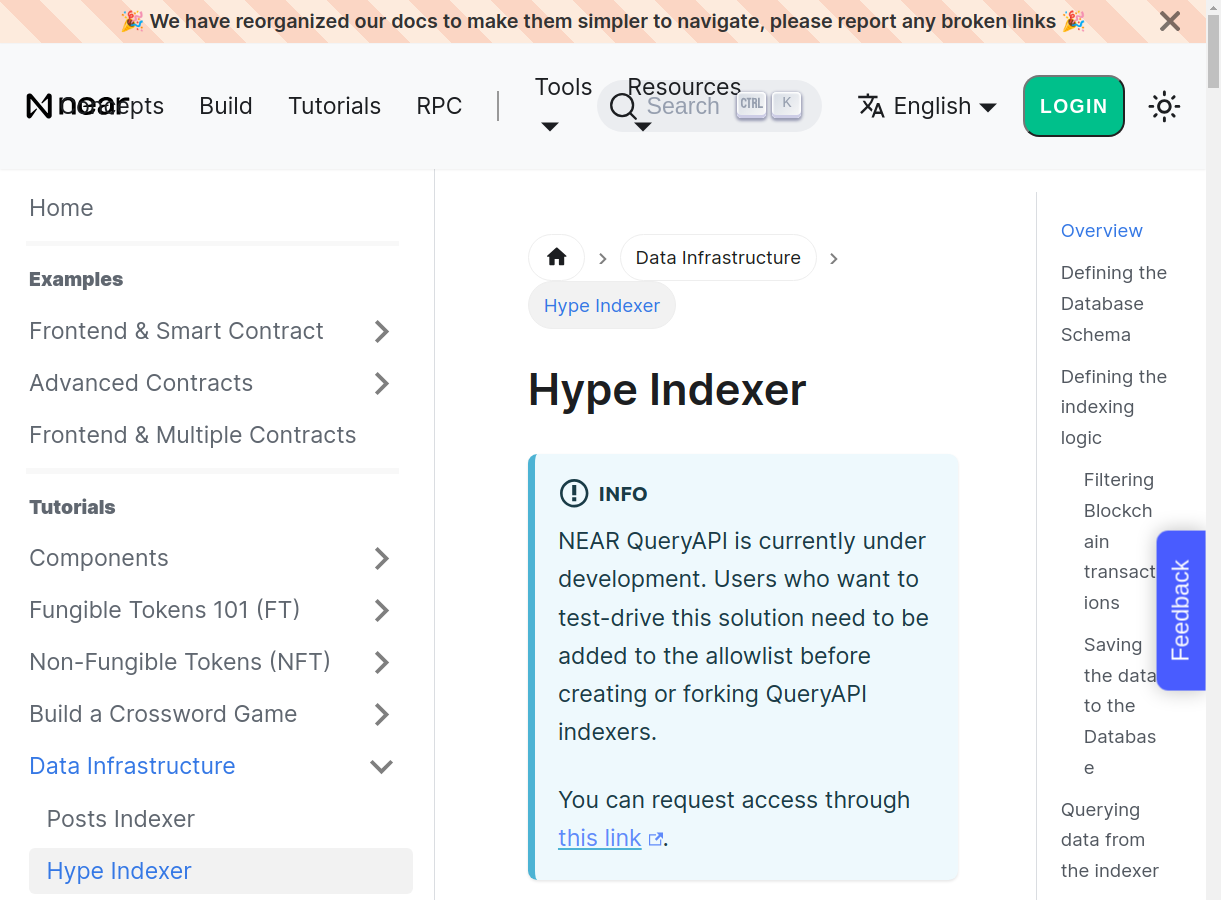 🎉 We have reorganized our docs to make them simpler to navigate, please report any broken links 🎉
near
Concepts
Build
Tutorials
RPC
Tools
Resources
Search
CTRL
K
English
LOGIN
Home
Examples
Frontend & Smart Contract
Advanced Contracts
Frontend & Multiple Contracts
Tutorials
Components
Fungible Tokens 101 (FT)
Non-Fungible Tokens (NFT)
Build a Crossword Game
Data Infrastructure
Posts Indexer
Hype Indexer
Data Infrastructure
Hype Indexer
Hype Indexer
INFO
NEAR QueryAPI is currently under
development. Users who want to
test-drive this solution need to be
added to the allowlist before
creating or forking QueryAPI
indexers.
You can request access through
this link.
Overview
Defining the
Database
Schema
Defining the
indexing
logic
Filtering
Blockch
ain
transact
ions
Saving
the data
to the
Databas
e
Querying
data from
the indexer
Feedback